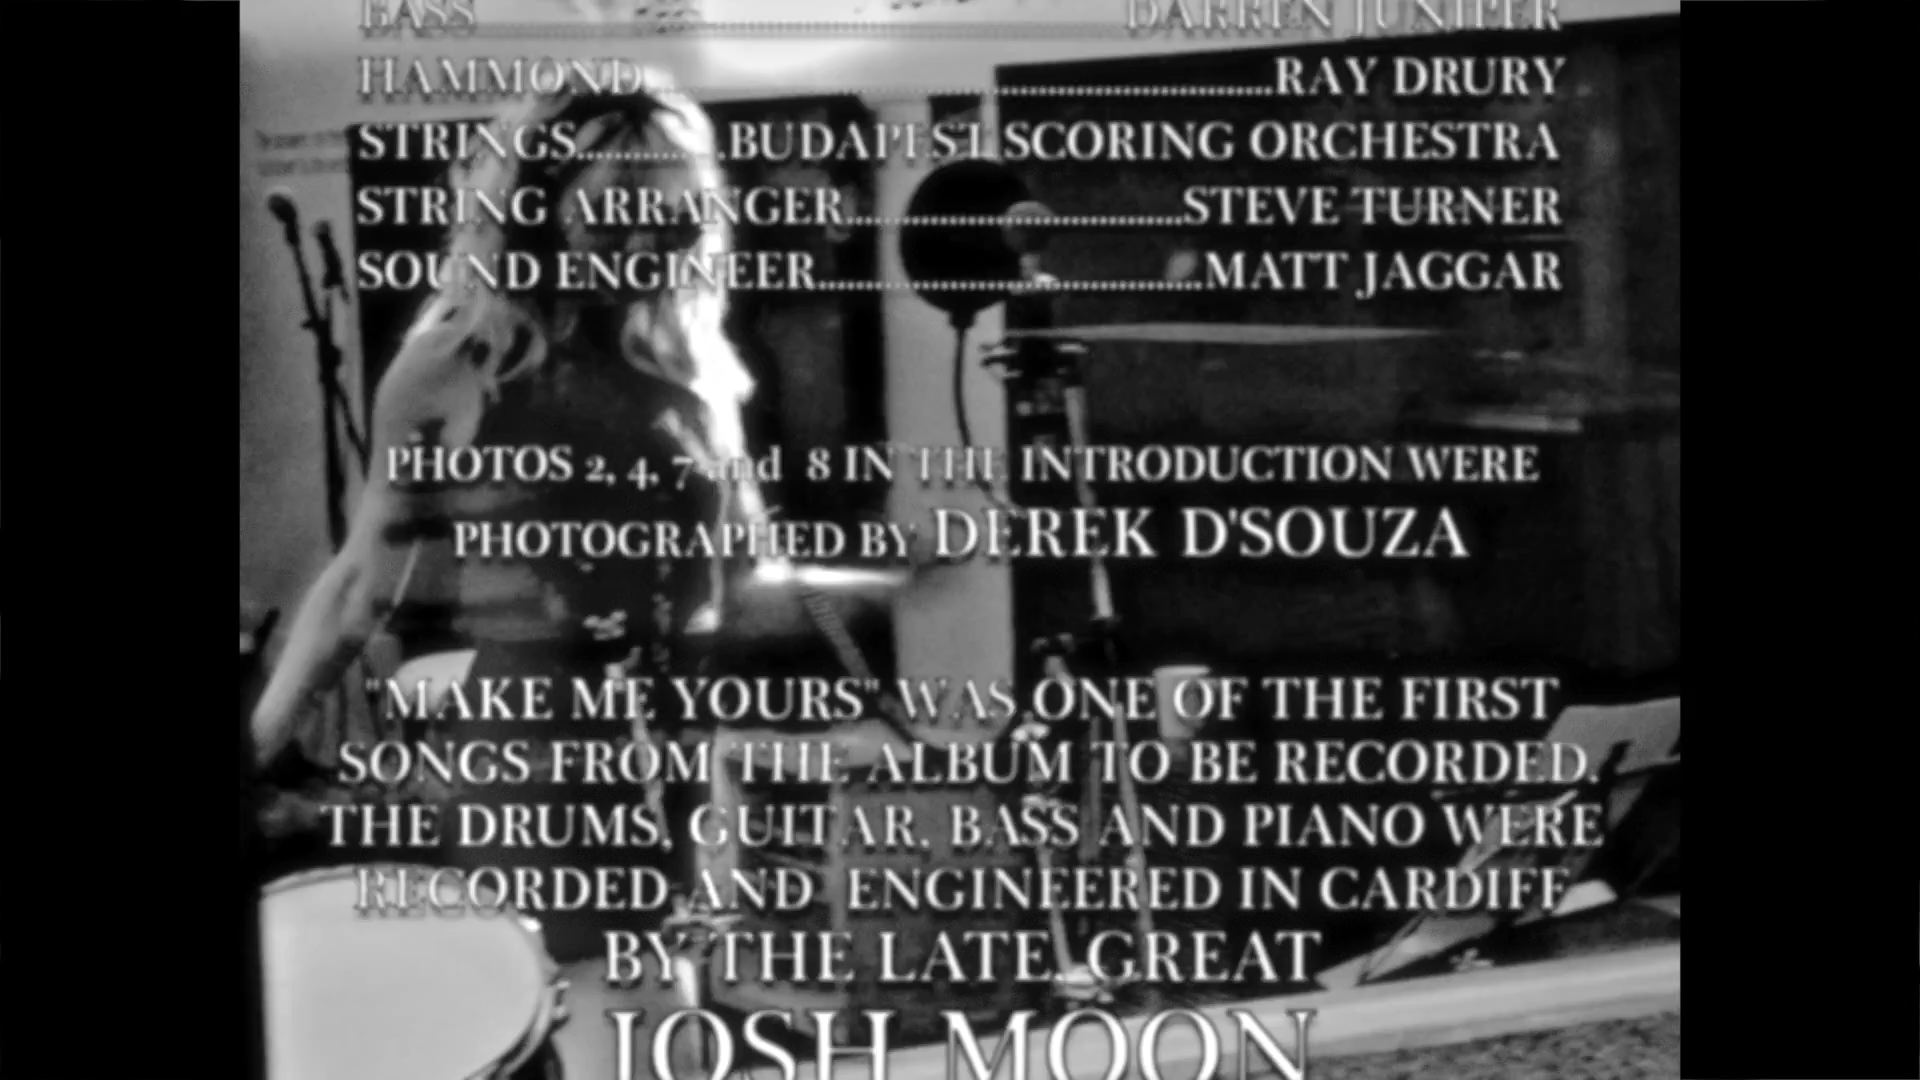 BASS........................................DARREN JUNIPER
HAMMOND........................................RAY DRURY
STRINGS..............BUDAPEST SCORING ORCHESTRA
STRING ARRANGER..............................STEVE TURNER
SOUND ENGINEER..................................MATT JAGGAR
PHOTOS 2, 4, 7 and 8 IN THE INTRODUCTION WERE
PHOTOGRAPHED BY DEREK D'SOUZA
"MAKE ME YOURS" WAS ONE OF THE FIRST
SONGS FROM THE ALBUM TO BE RECORDED.
THE DRUMS, GUITAR, BASS AND PIANO WERE
RECORDED AND ENGINEERED IN CARDIFF
BY THE LATE, GREAT
JOSH MOON